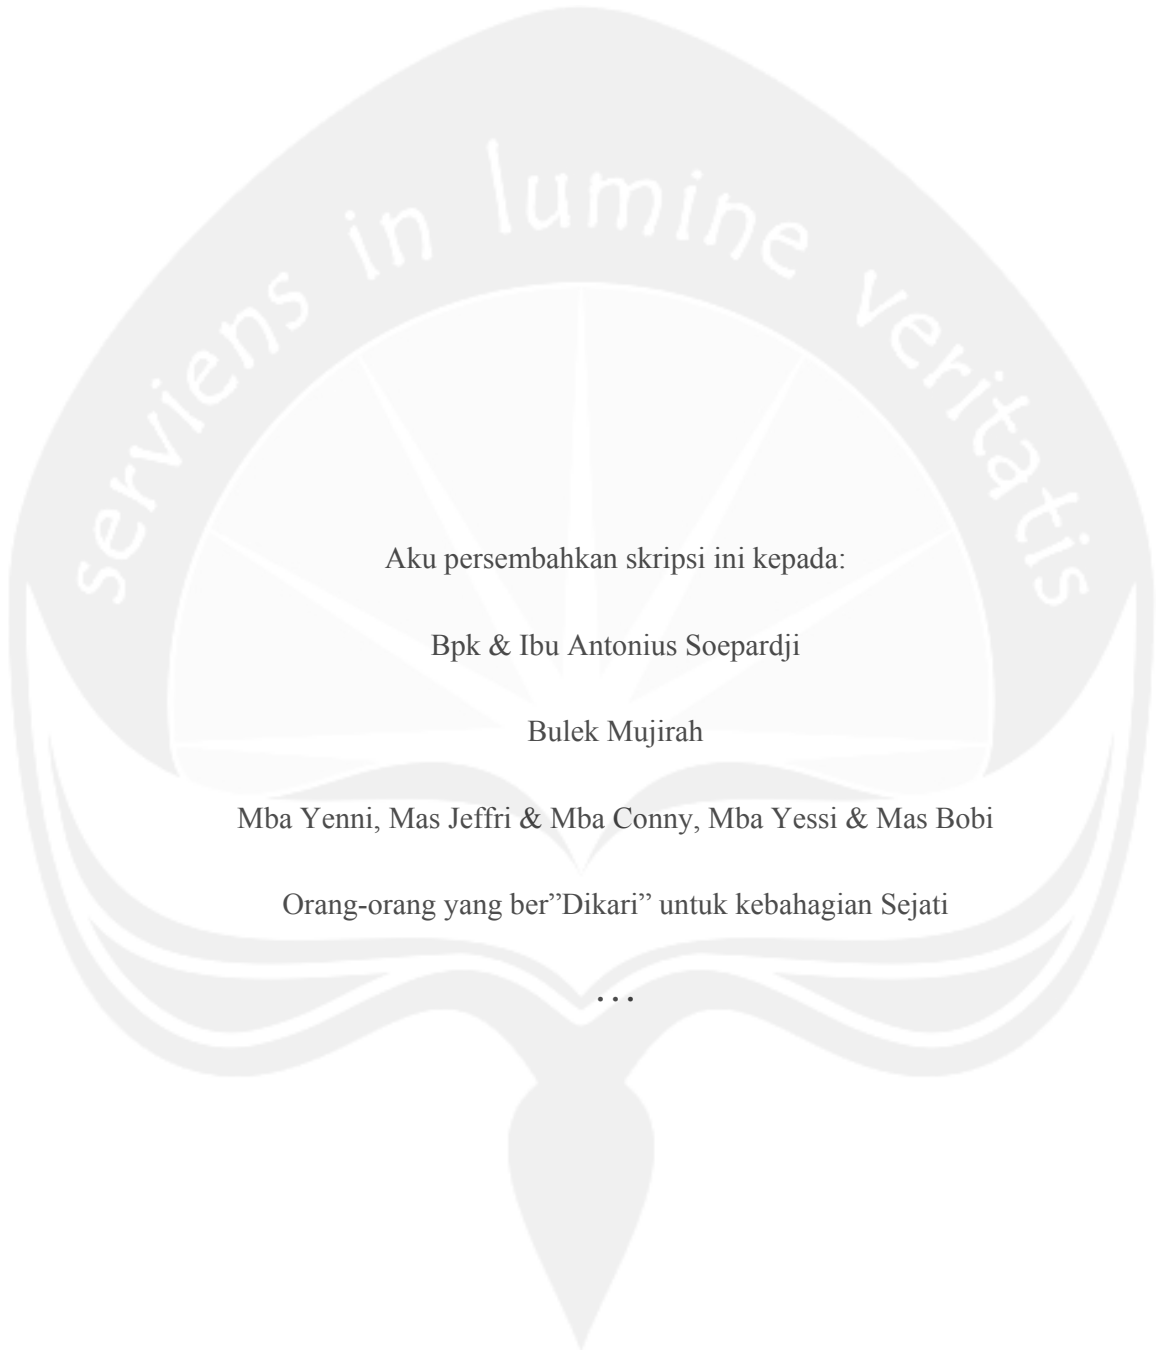 serviens in lumine veritatis
Aku persembahkan skripsi ini kepada:
Bpk & Ibu Antonius Soepardji
Bulek Mujirah
Mba Yenni, Mas Jeffri & Mba Conny, Mba Yessi & Mas Bobi
Orang-orang yang ber”Dikari” untuk kebahagian Sejati
...